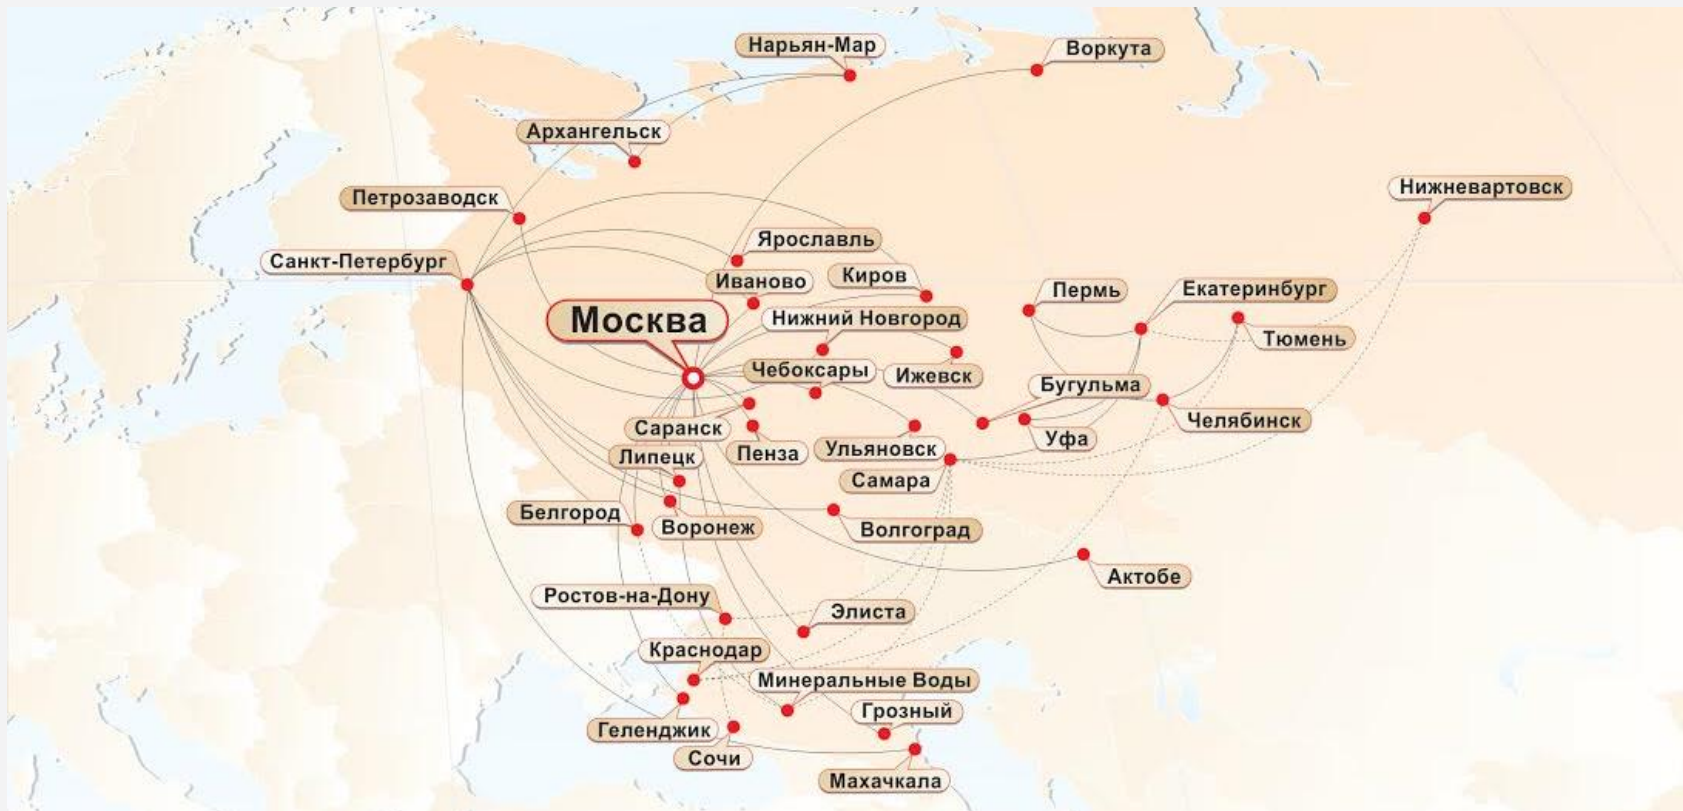 Нарьян-Мар
Воркута
Архангельск
Петрозаводск
Нижневартовск
Ярославль
Санкт-Петербург
Иваново
Киров
Пермь
Екатеринбург
Москва
Нижний Новгород
Тюмень
Чебоксары
Ижевск
Бугульма
Саранск
Челябинск
Уфа
Пенза
Ульяновск
Липецк
Самара
Белгород
Воронеж
Волгоград
Актобе
Ростов-на-Дону
Элиста
Краснодар
Минеральные Воды
Грозный
Геленджик
Сочи
Махачкала